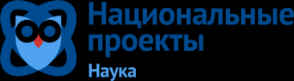 Национальные
проекты
Наука